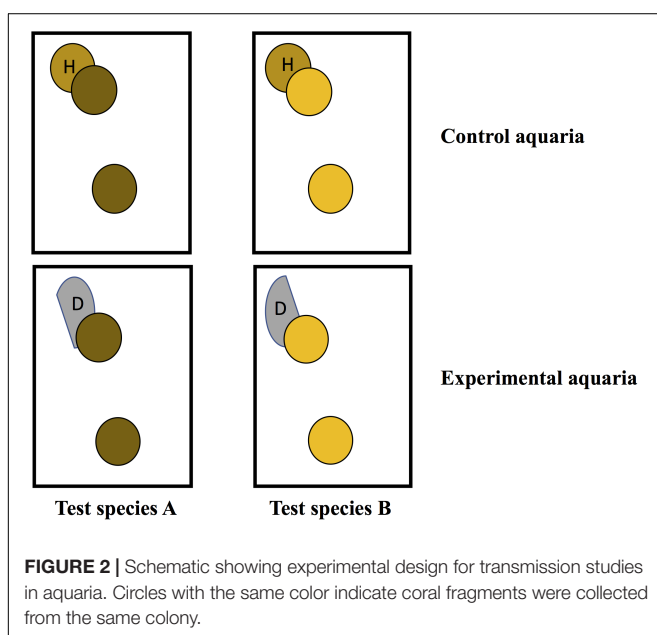 H
H
Control aquaria
D
D
Experimental aquaria
Test species A
Test species B
FIGURE 2 | Schematic showing experimental design for transmission studies
in aquaria. Circles with the same color indicate coral fragments were collected
from the same colony.